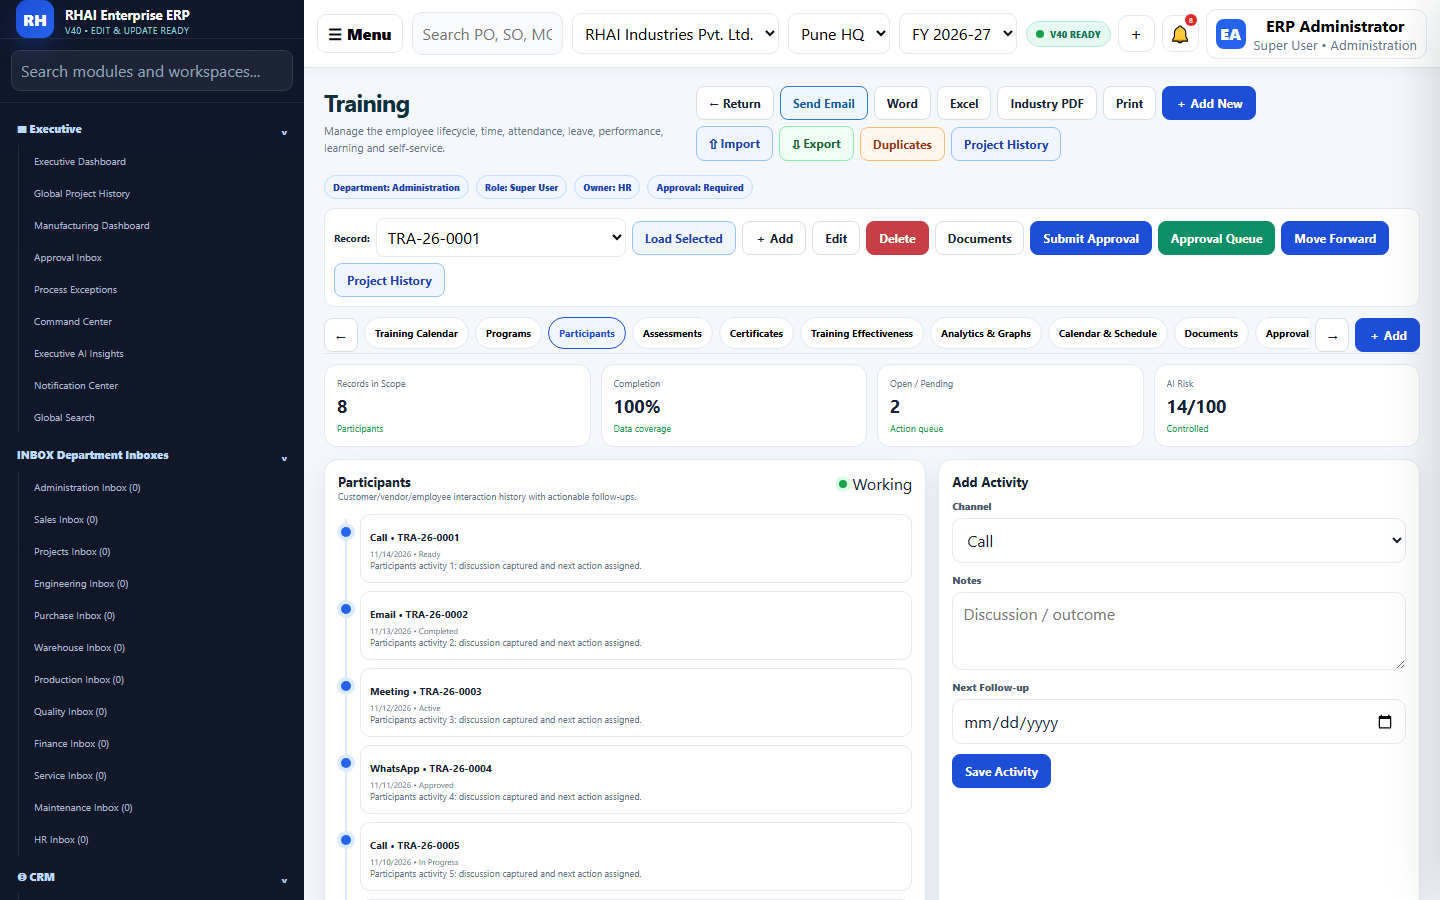 RH
RHAI Enterprise ERP
V40 • EDIT & UPDATE READY
Search modules and workspaces...
Executive
Executive Dashboard
Global Project History
Manufacturing Dashboard
Approval Inbox
Process Exceptions
Command Center
Executive AI Insights
Notification Center
Global Search
INBOX Department Inboxes
Administration Inbox (0)
Sales Inbox (0)
Projects Inbox (0)
Engineering Inbox (0)
Purchase Inbox (0)
Warehouse Inbox (0)
Production Inbox (0)
Quality Inbox (0)
Finance Inbox (0)
Service Inbox (0)
Maintenance Inbox (0)
HR Inbox (0)
CRM
☰ Menu
Search PO, SO, MO
RHAI Industries Pvt. Ltd.
Pune HQ
FY 2026-27
V40 READY
+
8
EA
ERP Administrator
Super User • Administration
Training
Manage the employee lifecycle, time, attendance, leave, performance,
learning and self-service.
← Return
Send Email
Word
Excel
Industry PDF
Print
+ Add New
⇧ Import
⇩ Export
Duplicates
Project History
Department: Administration
Role: Super User
Owner: HR
Approval: Required
Record:
TRA-26-0001
Load Selected
+ Add
Edit
Delete
Documents
Submit Approval
Approval Queue
Move Forward
Project History
←
Training Calendar
Programs
Participants
Assessments
Certificates
Training Effectiveness
Analytics & Graphs
Calendar & Schedule
Documents
Approval
→
+ Add
Records in Scope
8
Participants
Completion
100%
Data coverage
Open / Pending
2
Action queue
AI Risk
14/100
Controlled
Participants
Customer/vendor/employee interaction history with actionable follow-ups.
Working
Call • TRA-26-0001
11/14/2026 • Ready
Participants activity 1: discussion captured and next action assigned.
Email • TRA-26-0002
11/13/2026 • Completed
Participants activity 2: discussion captured and next action assigned.
Meeting • TRA-26-0003
11/12/2026 • Active
Participants activity 3: discussion captured and next action assigned.
WhatsApp • TRA-26-0004
11/11/2026 • Approved
Participants activity 4: discussion captured and next action assigned.
Call • TRA-26-0005
11/10/2026 • In Progress
Participants activity 5: discussion captured and next action assigned.
Add Activity
Channel
Call
Notes
Discussion / outcome
Next Follow-up
mm/dd/yyyy
Save Activity